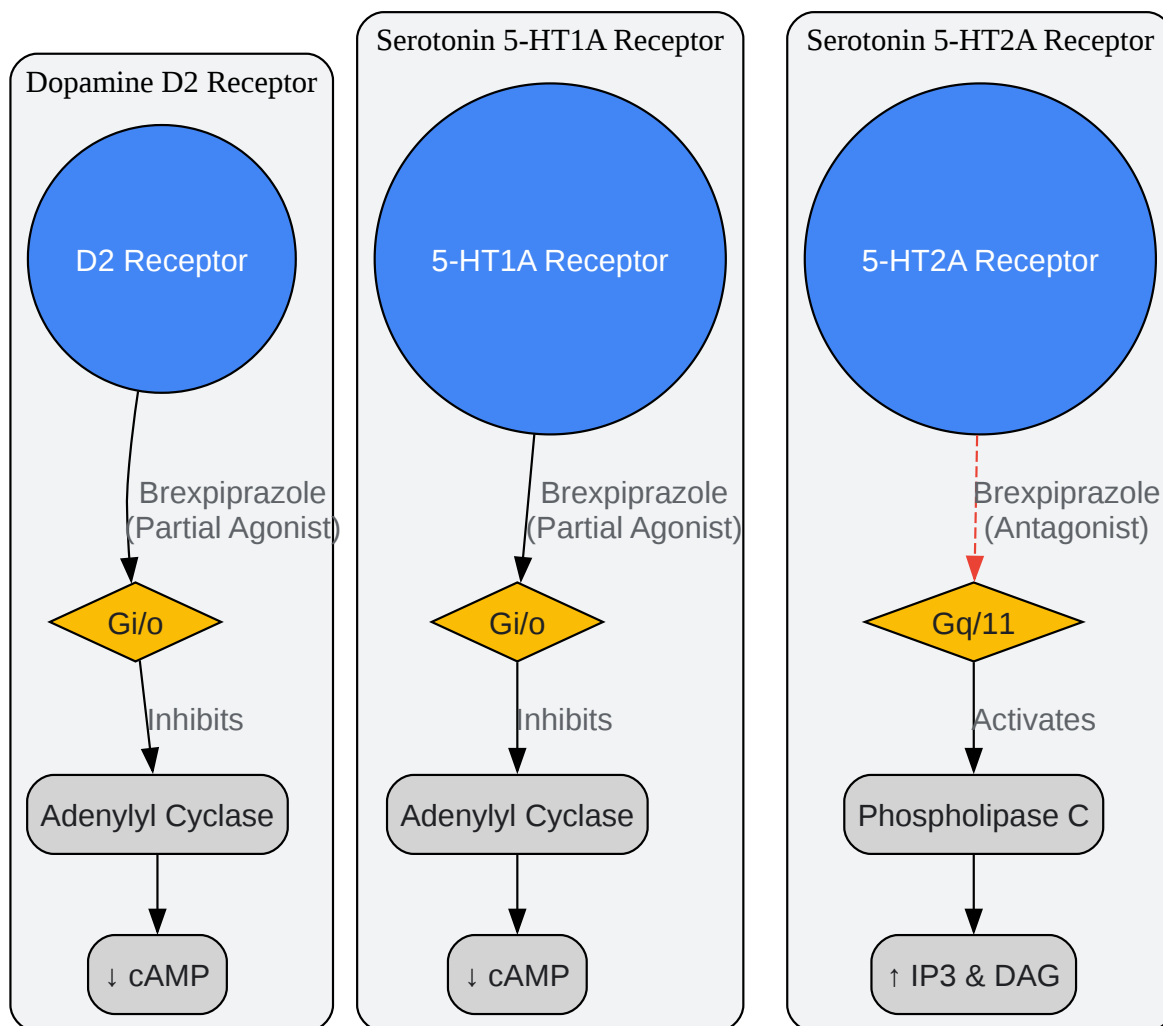 Dopamine D2 Receptor
D2 Receptor
Brexpiprazole
(Partial Agonist)
Gi/o
Inhibits
Adenylyl Cyclase
↓ cAMP
Serotonin 5-HT1A Receptor
5-HT1A Receptor
Brexpiprazole
(Partial Agonist)
Gi/o
Inhibits
Adenylyl Cyclase
↓ cAMP
Serotonin 5-HT2A Receptor
5-HT2A Receptor
Brexpiprazole
(Antagonist)
Gq/11
Activates
Phospholipase C
↑ IP3 & DAG